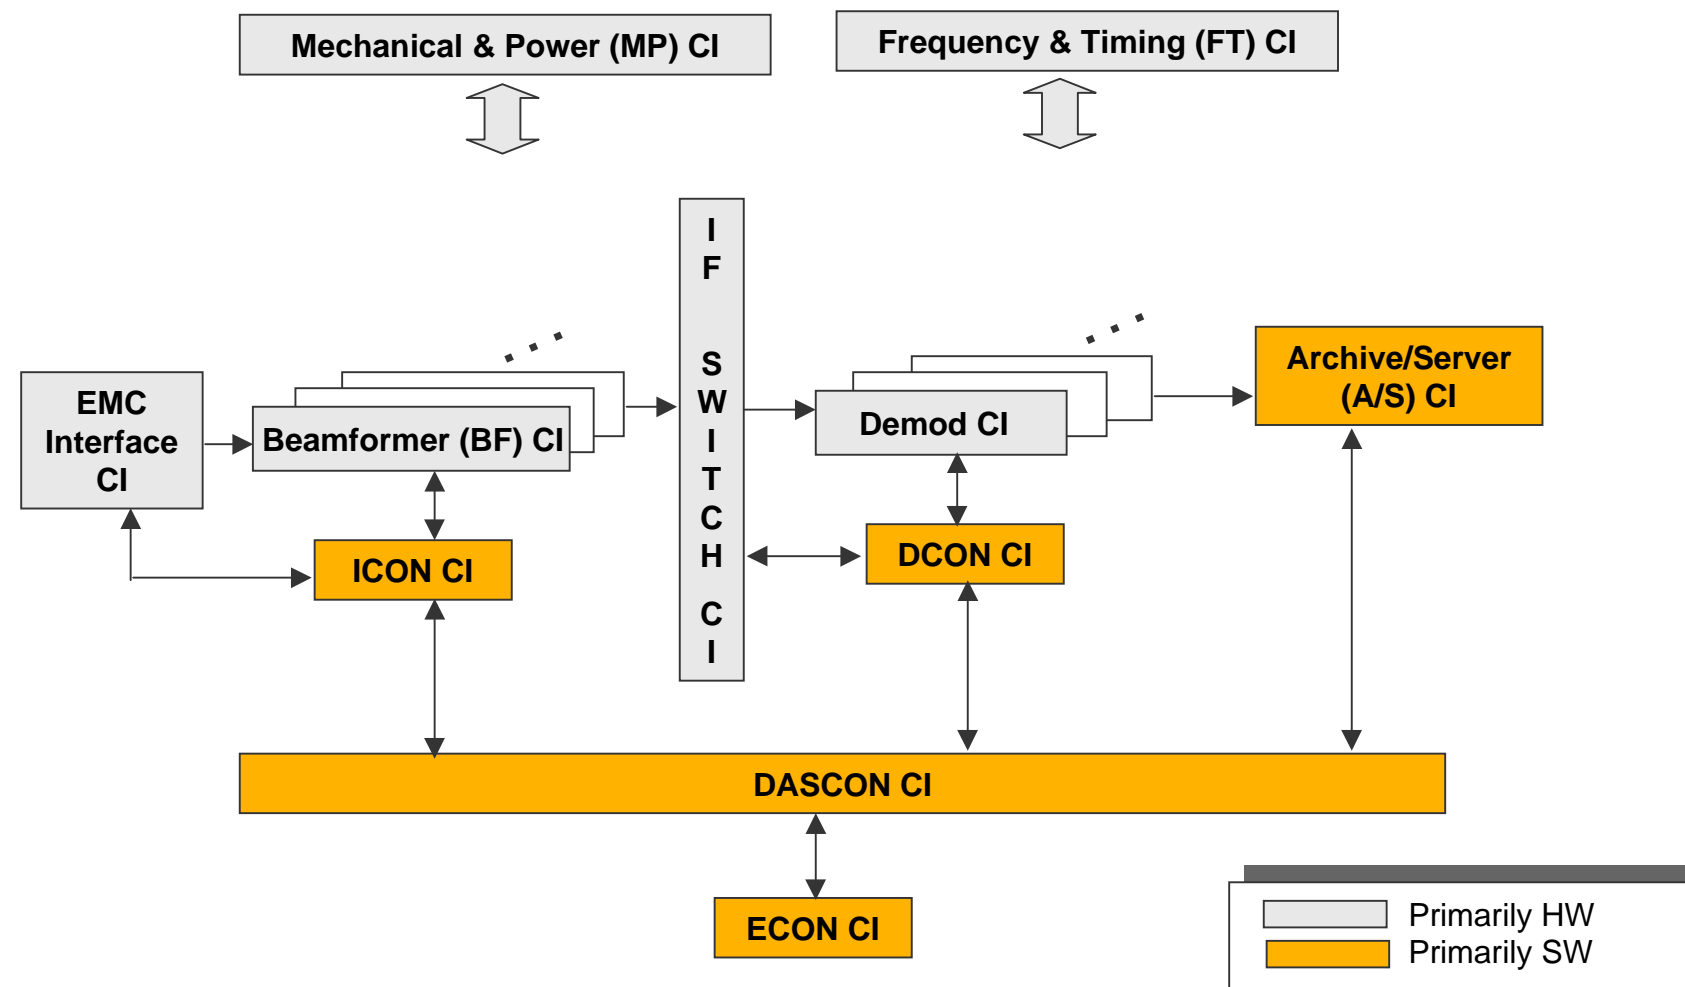 Mechanical & Power (MP) CI
Frequency & Timing (FT) CI
I
F
S
W
I
T
C
H
C
I
EMC
Interface
CI
Beamformer (BF) CI
Demod CI
Archive/Server
(A/S) CI
ICON CI
DCON CI
DASCON CI
ECON CI
Primarily HW
Primarily SW